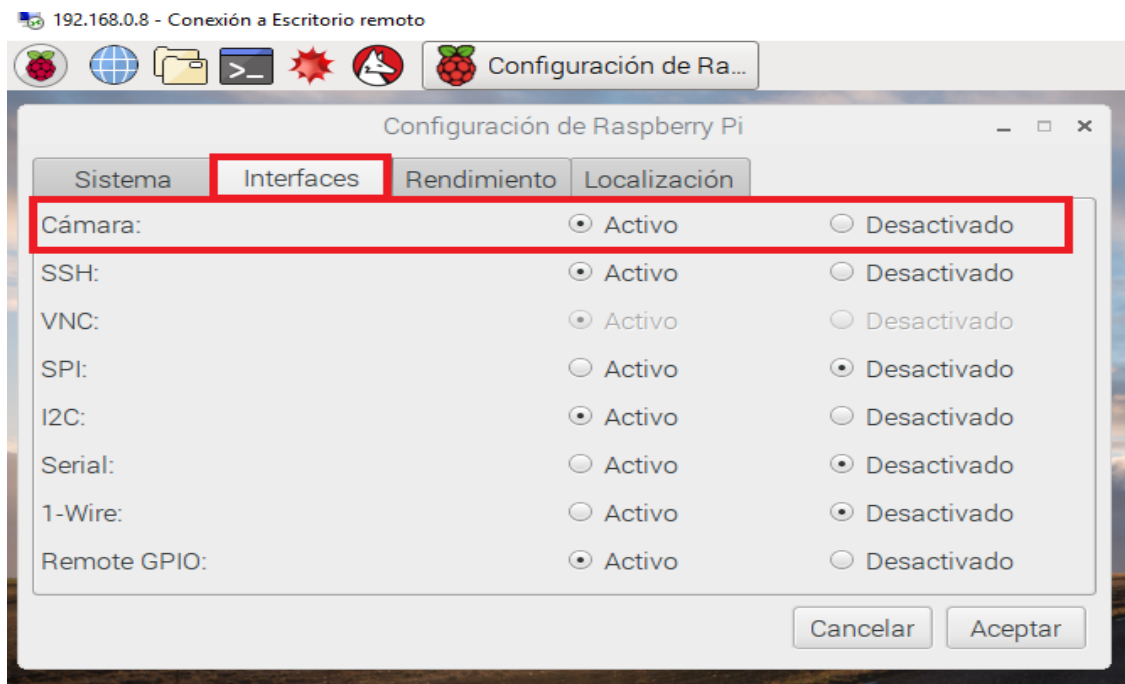 192.168.0.8 - Conexión a Escritorio remoto
Configuración de Ra...
Configuración de Raspberry Pi
Sistema Interfaces Rendimiento Localización
Cámara: Activo Desactivado
SSH: Activo Desactivado
VNC: Activo Desactivado
SPI: Activo Desactivado
I2C: Activo Desactivado
Serial: Activo Desactivado
1-Wire: Activo Desactivado
Remote GPIO: Activo Desactivado
Cancelar Aceptar